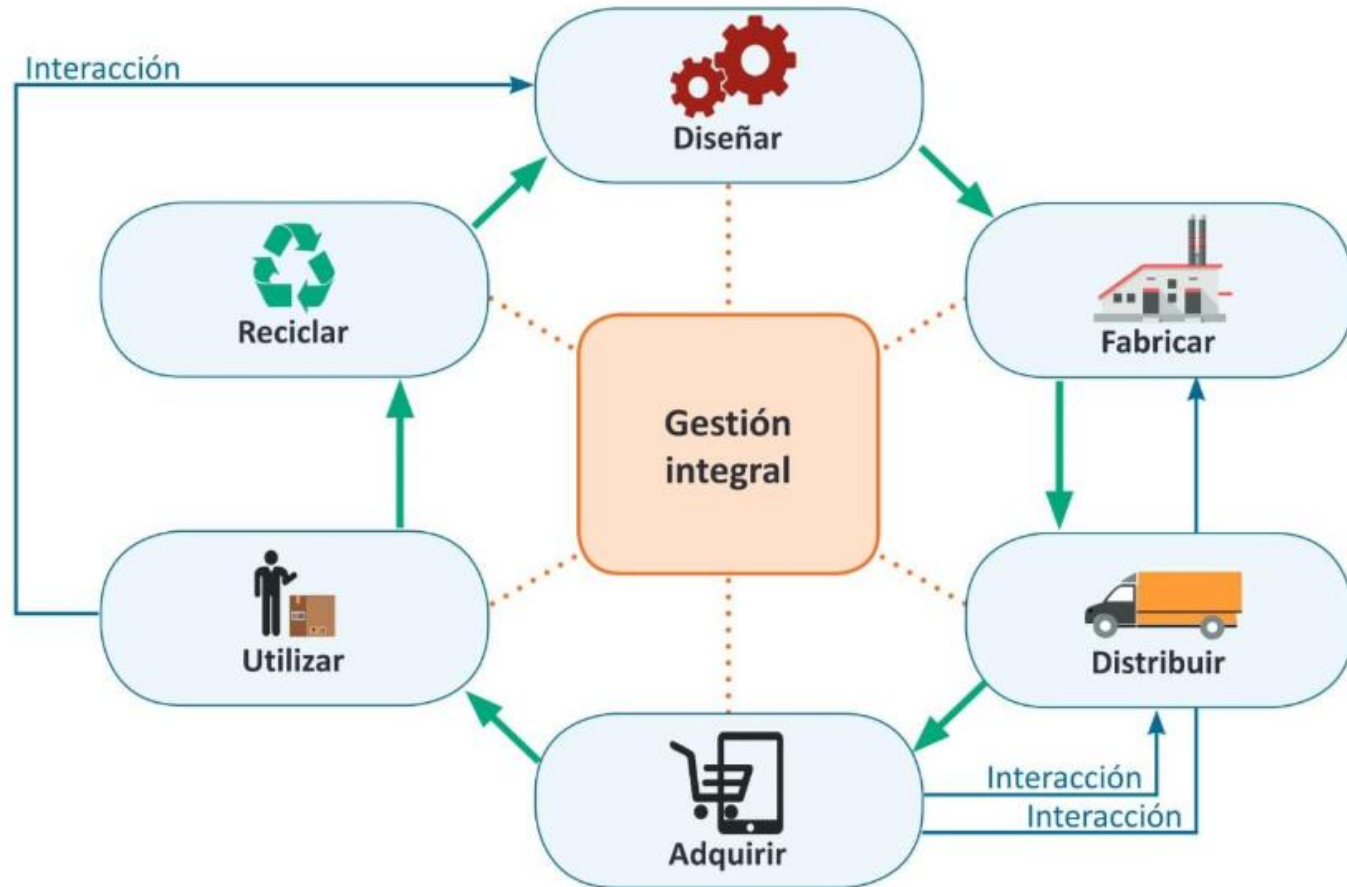 Interacción
Diseñar
Reciclar
Fabricar
Gestión
integral
Utilizar
Distribuir
Interacción
Interacción
Adquirir